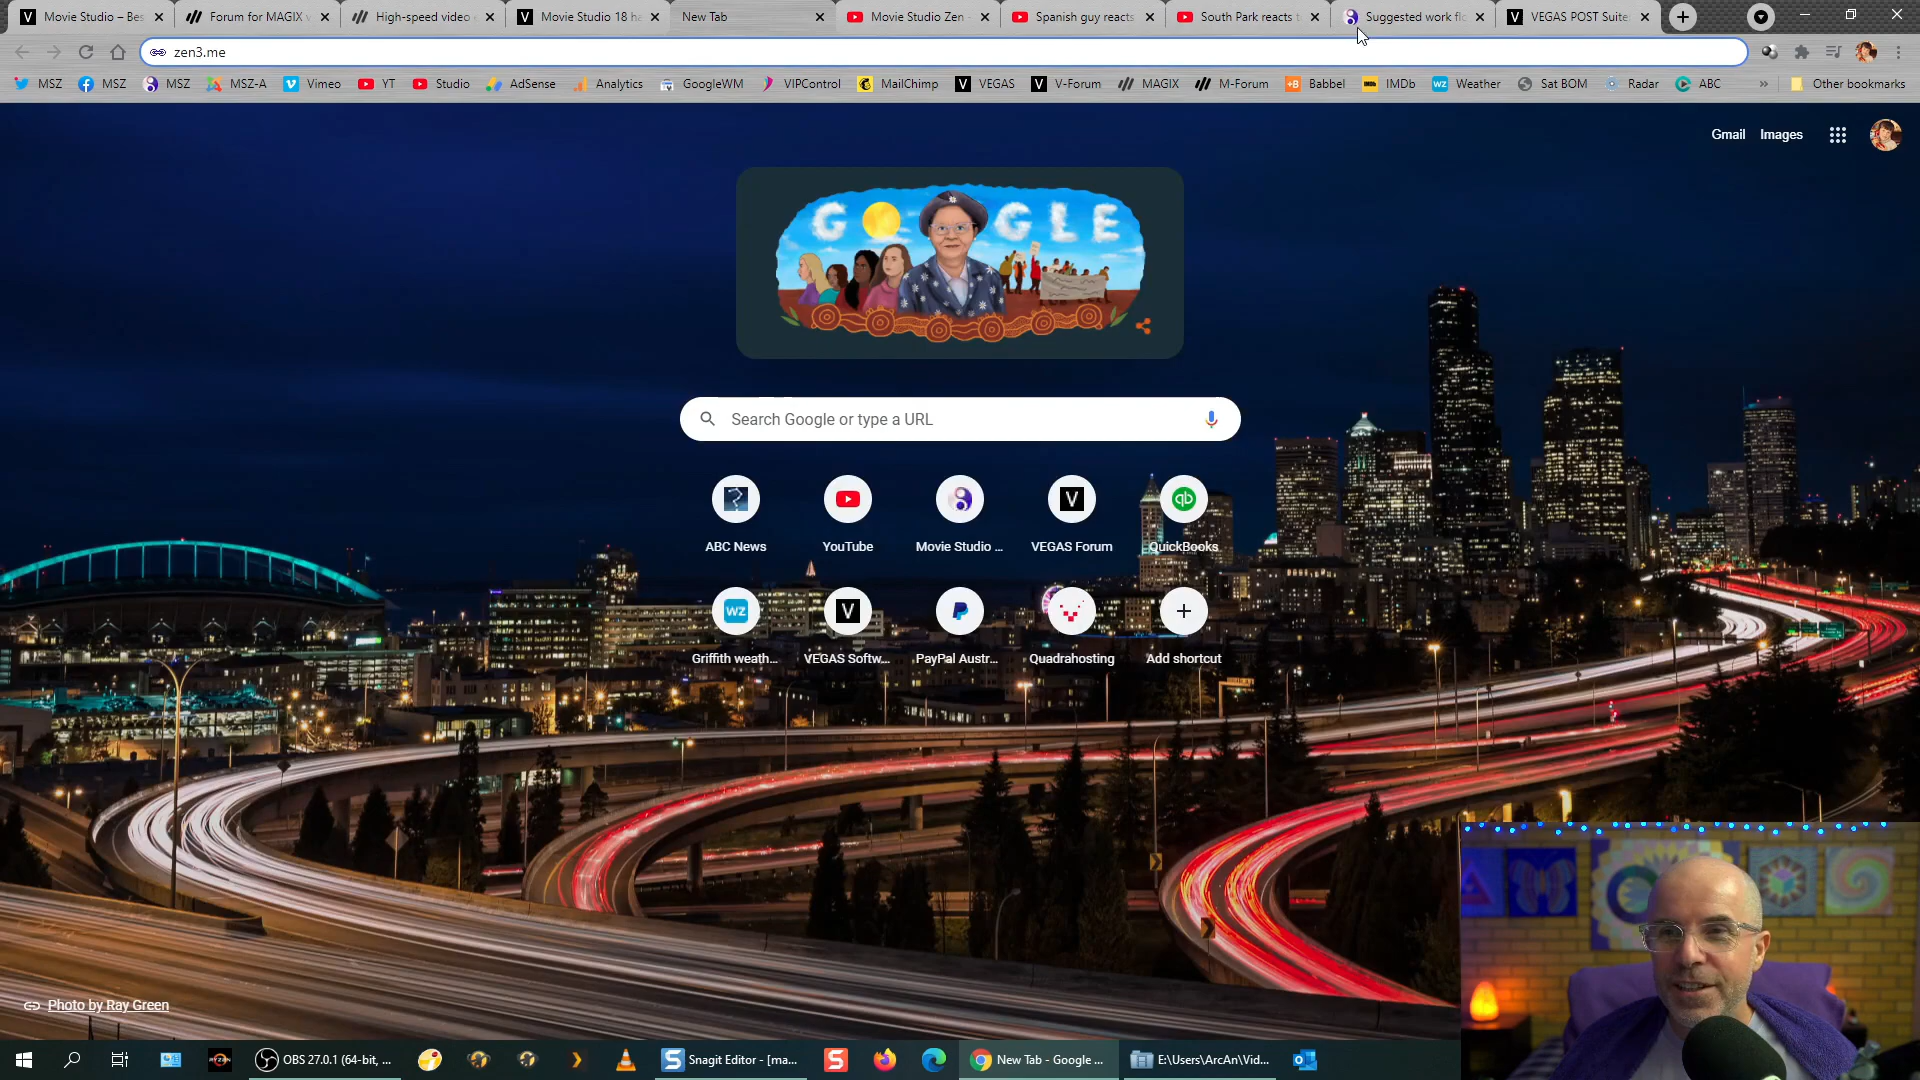 Movie Studio – Bes
Forum for MAGIX v
High-speed video e
Movie Studio 18 ha
New Tab
Movie Studio Zen -
Spanish guy reacts
South Park reacts t
Suggested work flo
VEGAS POST Suite
zen3.me
MSZ
MSZ
MSZ
MSZ-A
Vimeo
YT
Studio
AdSense
Analytics
GoogleWM
VIPControl
MailChimp
VEGAS
V-Forum
MAGIX
M-Forum
Babbel
IMDb
Weather
Sat BOM
Radar
ABC
Other bookmarks
Gmail
Images
GOOGLE
Search Google or type a URL
ABC News
YouTube
Movie Studio ...
VEGAS Forum
QuickBooks
Griffith weath...
VEGAS Softw...
PayPal Austr...
Quadrahosting
Add shortcut
Photo by Ray Green
OBS 27.0.1 (64-bit, ...
Snagit Editor - [ma...
New Tab - Google ...
E:\Users\ArcAn\Vid...